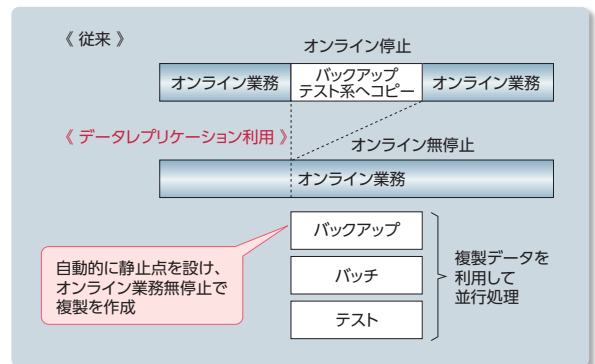 《 従来 》
オンライン停止
オンライン業務
バックアップ
テスト系へコピー
オンライン業務
《 データレプリケーション利用 》
オンライン無停止
オンライン業務
バックアップ
自動的に静止点を設け、
オンライン業務無停止で
複製を作成
バッチ
テスト
複製データを
利用して
並行処理